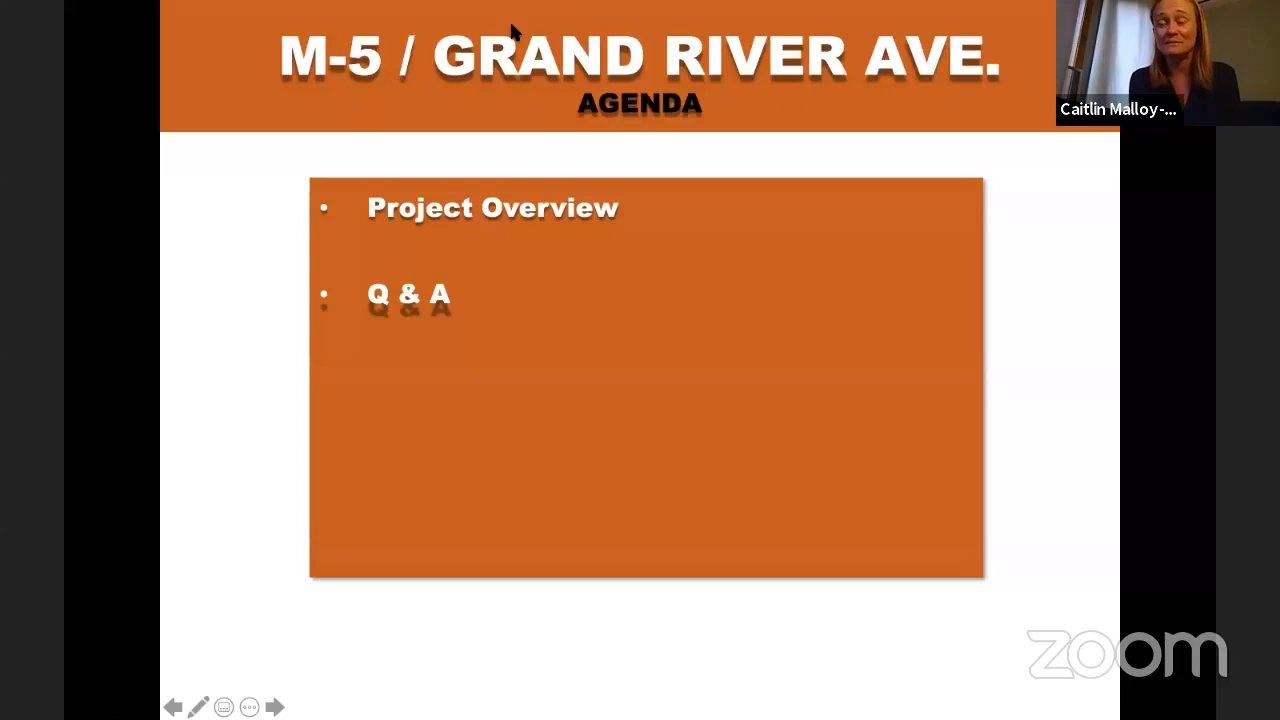 M-5 / GRAND RIVER AVE.
AGENDA
Caitlin Malloy-...
• Project Overview
• Q & A
zoom